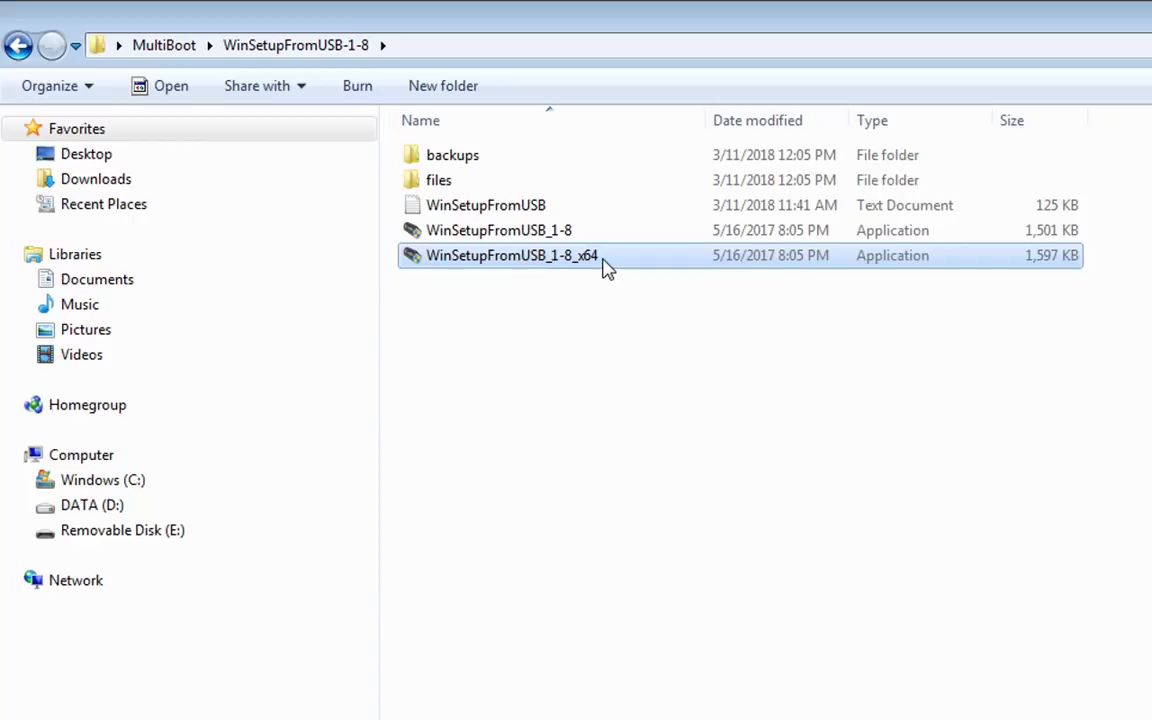 MultiBoot WinSetupFromUSB-1-8
Organize Open Share with Burn New folder
Name Date modified Type Size
Favorites
Desktop
Downloads
Recent Places
Libraries
Documents
Music
Pictures
Videos
Homegroup
Computer
Windows (C:)
DATA (D:)
Removable Disk (E:)
Network
backups 3/11/2018 12:05 PM File folder
files 3/11/2018 12:05 PM File folder
WinSetupFromUSB 3/11/2018 11:41 AM Text Document 125 KB
WinSetupFromUSB_1-8 5/16/2017 8:05 PM Application 1,501 KB
WinSetupFromUSB_1-8_x64 5/16/2017 8:05 PM Application 1,597 KB